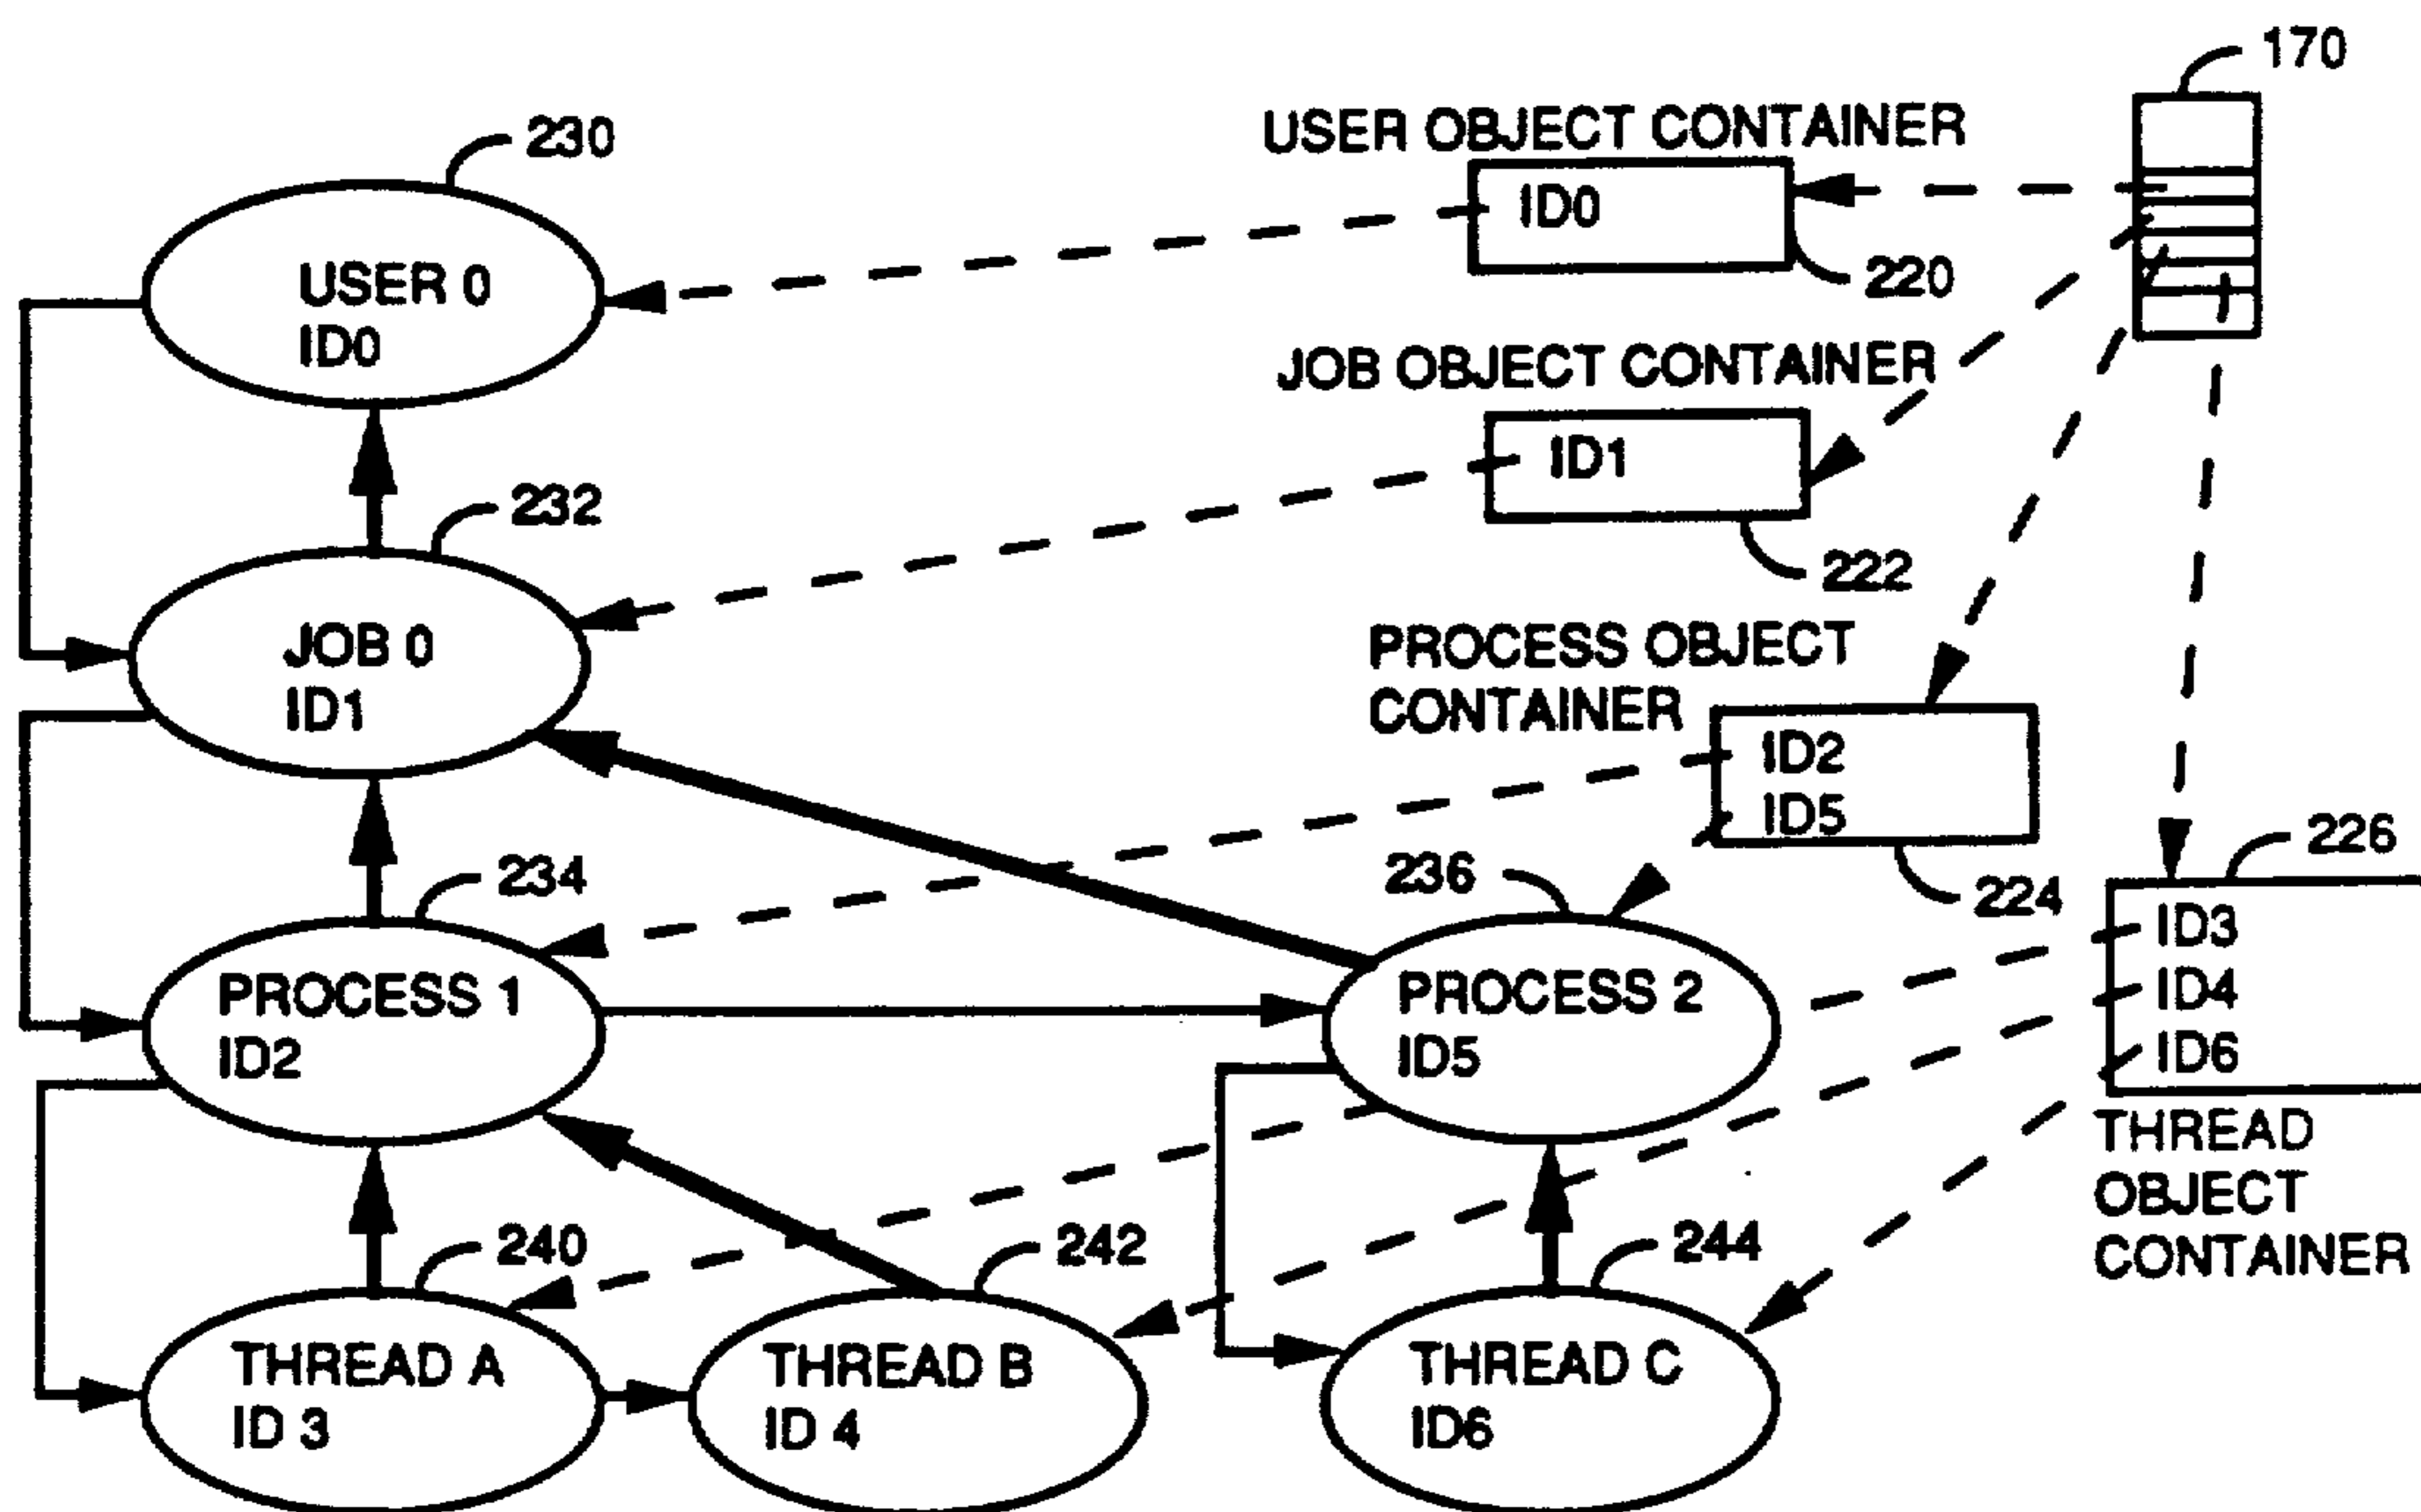 170
230
USER OBJECT CONTAINER
ID0
220
USER 0
ID0
JOB OBJECT CONTAINER
ID1
222
232
JOB 0
ID1
PROCESS OBJECT
CONTAINER
ID2
ID5
224
226
234
236
ID3
ID4
ID6
PROCESS 1
ID2
PROCESS 2
ID5
THREAD
OBJECT
CONTAINER
240
242
244
THREAD A
ID 3
THREAD B
ID 4
THREAD C
ID6